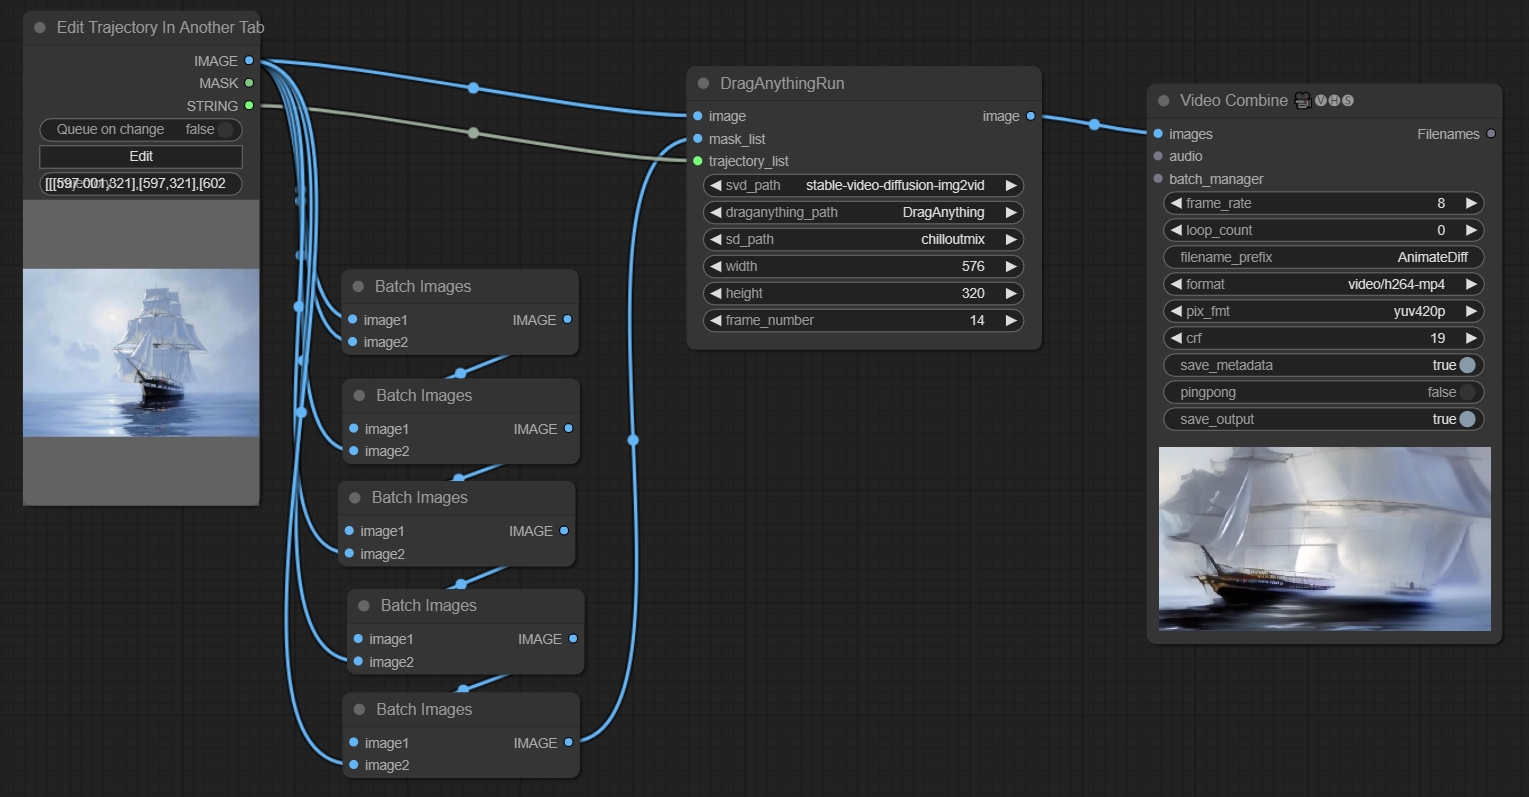 Edit Trajectory In Another Tab
IMAGE
MASK
STRING
Queue on change false
Edit
[[[597.001,321],[597,321],[602
Batch Images
image1 IMAGE
image2
Batch Images
image1 IMAGE
image2
Batch Images
image1 IMAGE
image2
Batch Images
image1 IMAGE
image2
Batch Images
image1 IMAGE
image2
DragAnythingRun
image image
mask_list
trajectory_list
svd_path stable-video-diffusion-img2vid
draganything_path DragAnything
sd_path chilloutmix
width 576
height 320
frame_number 14
Video Combine 🎥🅥🅗🅢
images Filenames
audio
batch_manager
frame_rate 8
loop_count 0
filename_prefix AnimateDiff
format video/h264-mp4
pix_fmt yuv420p
crf 19
save_metadata true
pingpong false
save_output true